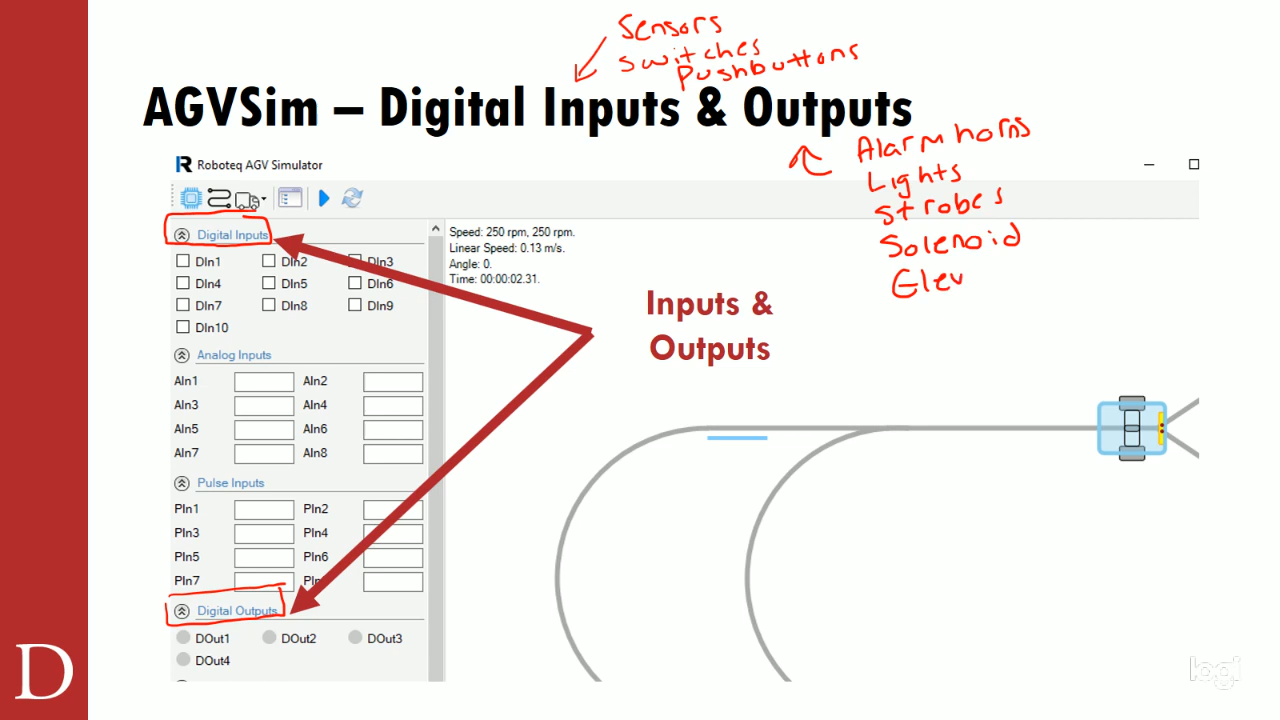 Sensors
switches
pushbuttons
AGVSim – Digital Inputs & Outputs
Alarm horns
Lights
Strobes
Solenoid
Elev
Roboteq AGV Simulator
Digital Inputs
DIn1 DIn2 DIn3
DIn4 DIn5 DIn6
DIn7 DIn8 DIn9
DIn10
Analog Inputs
AIn1 AIn2
AIn3 AIn4
AIn5 AIn6
AIn7 AIn8
Pulse Inputs
PIn1 PIn2
PIn3 PIn4
PIn5 PIn6
PIn7 PIn
Digital Outputs
DOut1 DOut2 DOut3
DOut4
Speed: 250 rpm, 250 rpm.
Linear Speed: 0.13 m/s.
Angle: 0.
Time: 00:00:02.31.
Inputs &
Outputs
D
logi